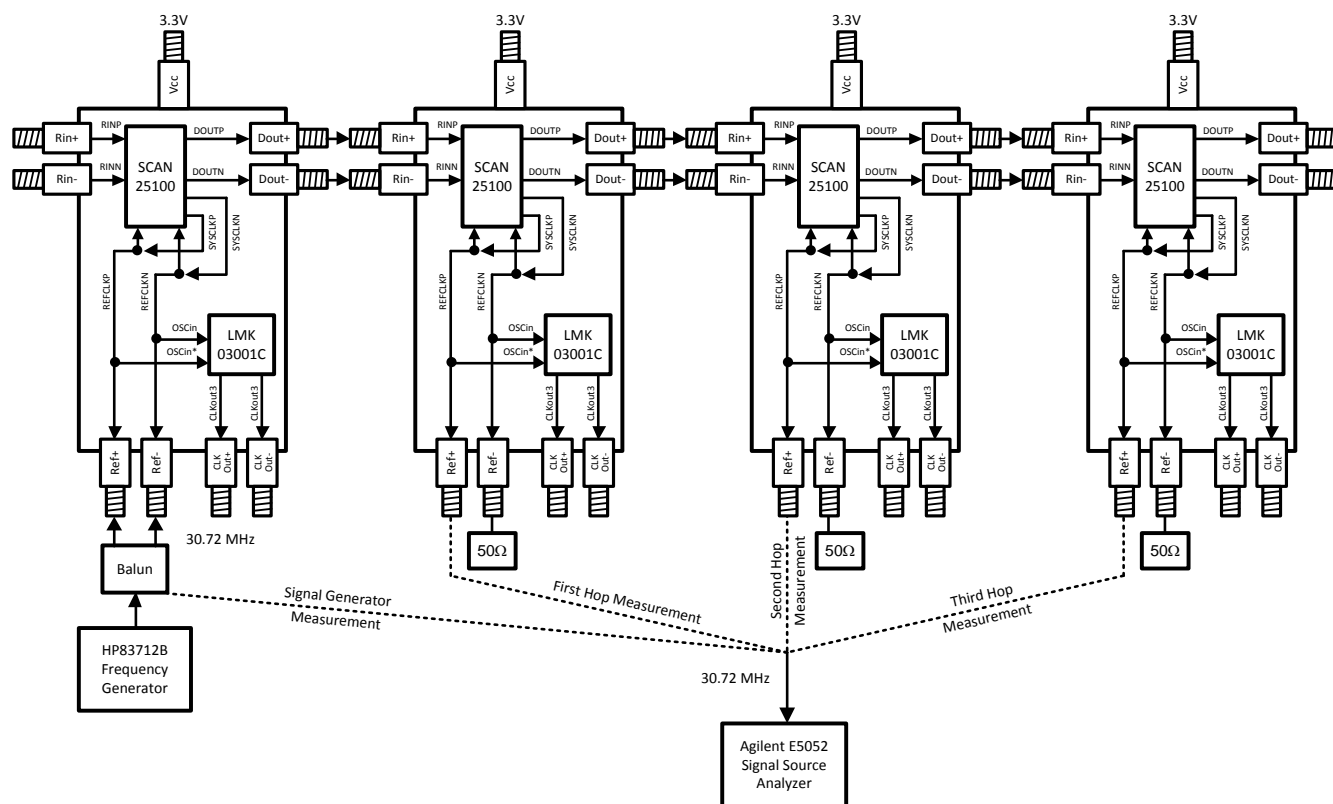 3.3V
3.3V
3.3V
3.3V
Vcc
Vcc
Vcc
Vcc
Rin+
RINP
DOUTP
Dout+
Rin-
RINN
DOUTN
Dout-
SCAN
25100
SYSCLKP
SYSCLKN
REFCLKP
REFCLKN
OSCin
OSCin*
LMK
03001C
CLKout3
CLKout3
Ref+
Ref-
CLK
Out+
CLK
Out-
Rin+
RINP
DOUTP
Dout+
Rin-
RINN
DOUTN
Dout-
SCAN
25100
SYSCLKP
SYSCLKN
REFCLKP
REFCLKN
OSCin
OSCin*
LMK
03001C
CLKout3
CLKout3
Ref+
Ref-
CLK
Out+
CLK
Out-
Rin+
RINP
DOUTP
Dout+
Rin-
RINN
DOUTN
Dout-
SCAN
25100
SYSCLKP
SYSCLKN
REFCLKP
REFCLKN
OSCin
OSCin*
LMK
03001C
CLKout3
CLKout3
Ref+
Ref-
CLK
Out+
CLK
Out-
Rin+
RINP
DOUTP
Dout+
Rin-
RINN
DOUTN
Dout-
SCAN
25100
SYSCLKP
SYSCLKN
REFCLKP
REFCLKN
OSCin
OSCin*
LMK
03001C
CLKout3
CLKout3
Ref+
Ref-
CLK
Out+
CLK
Out-
30.72 MHz
50Ω
50Ω
50Ω
Balun
Signal Generator
Measurement
First Hop Measurement
Second Hop
Measurement
Third Hop
Measurement
HP83712B
Frequency
Generator
30.72 MHz
Agilent E5052
Signal Source
Analyzer